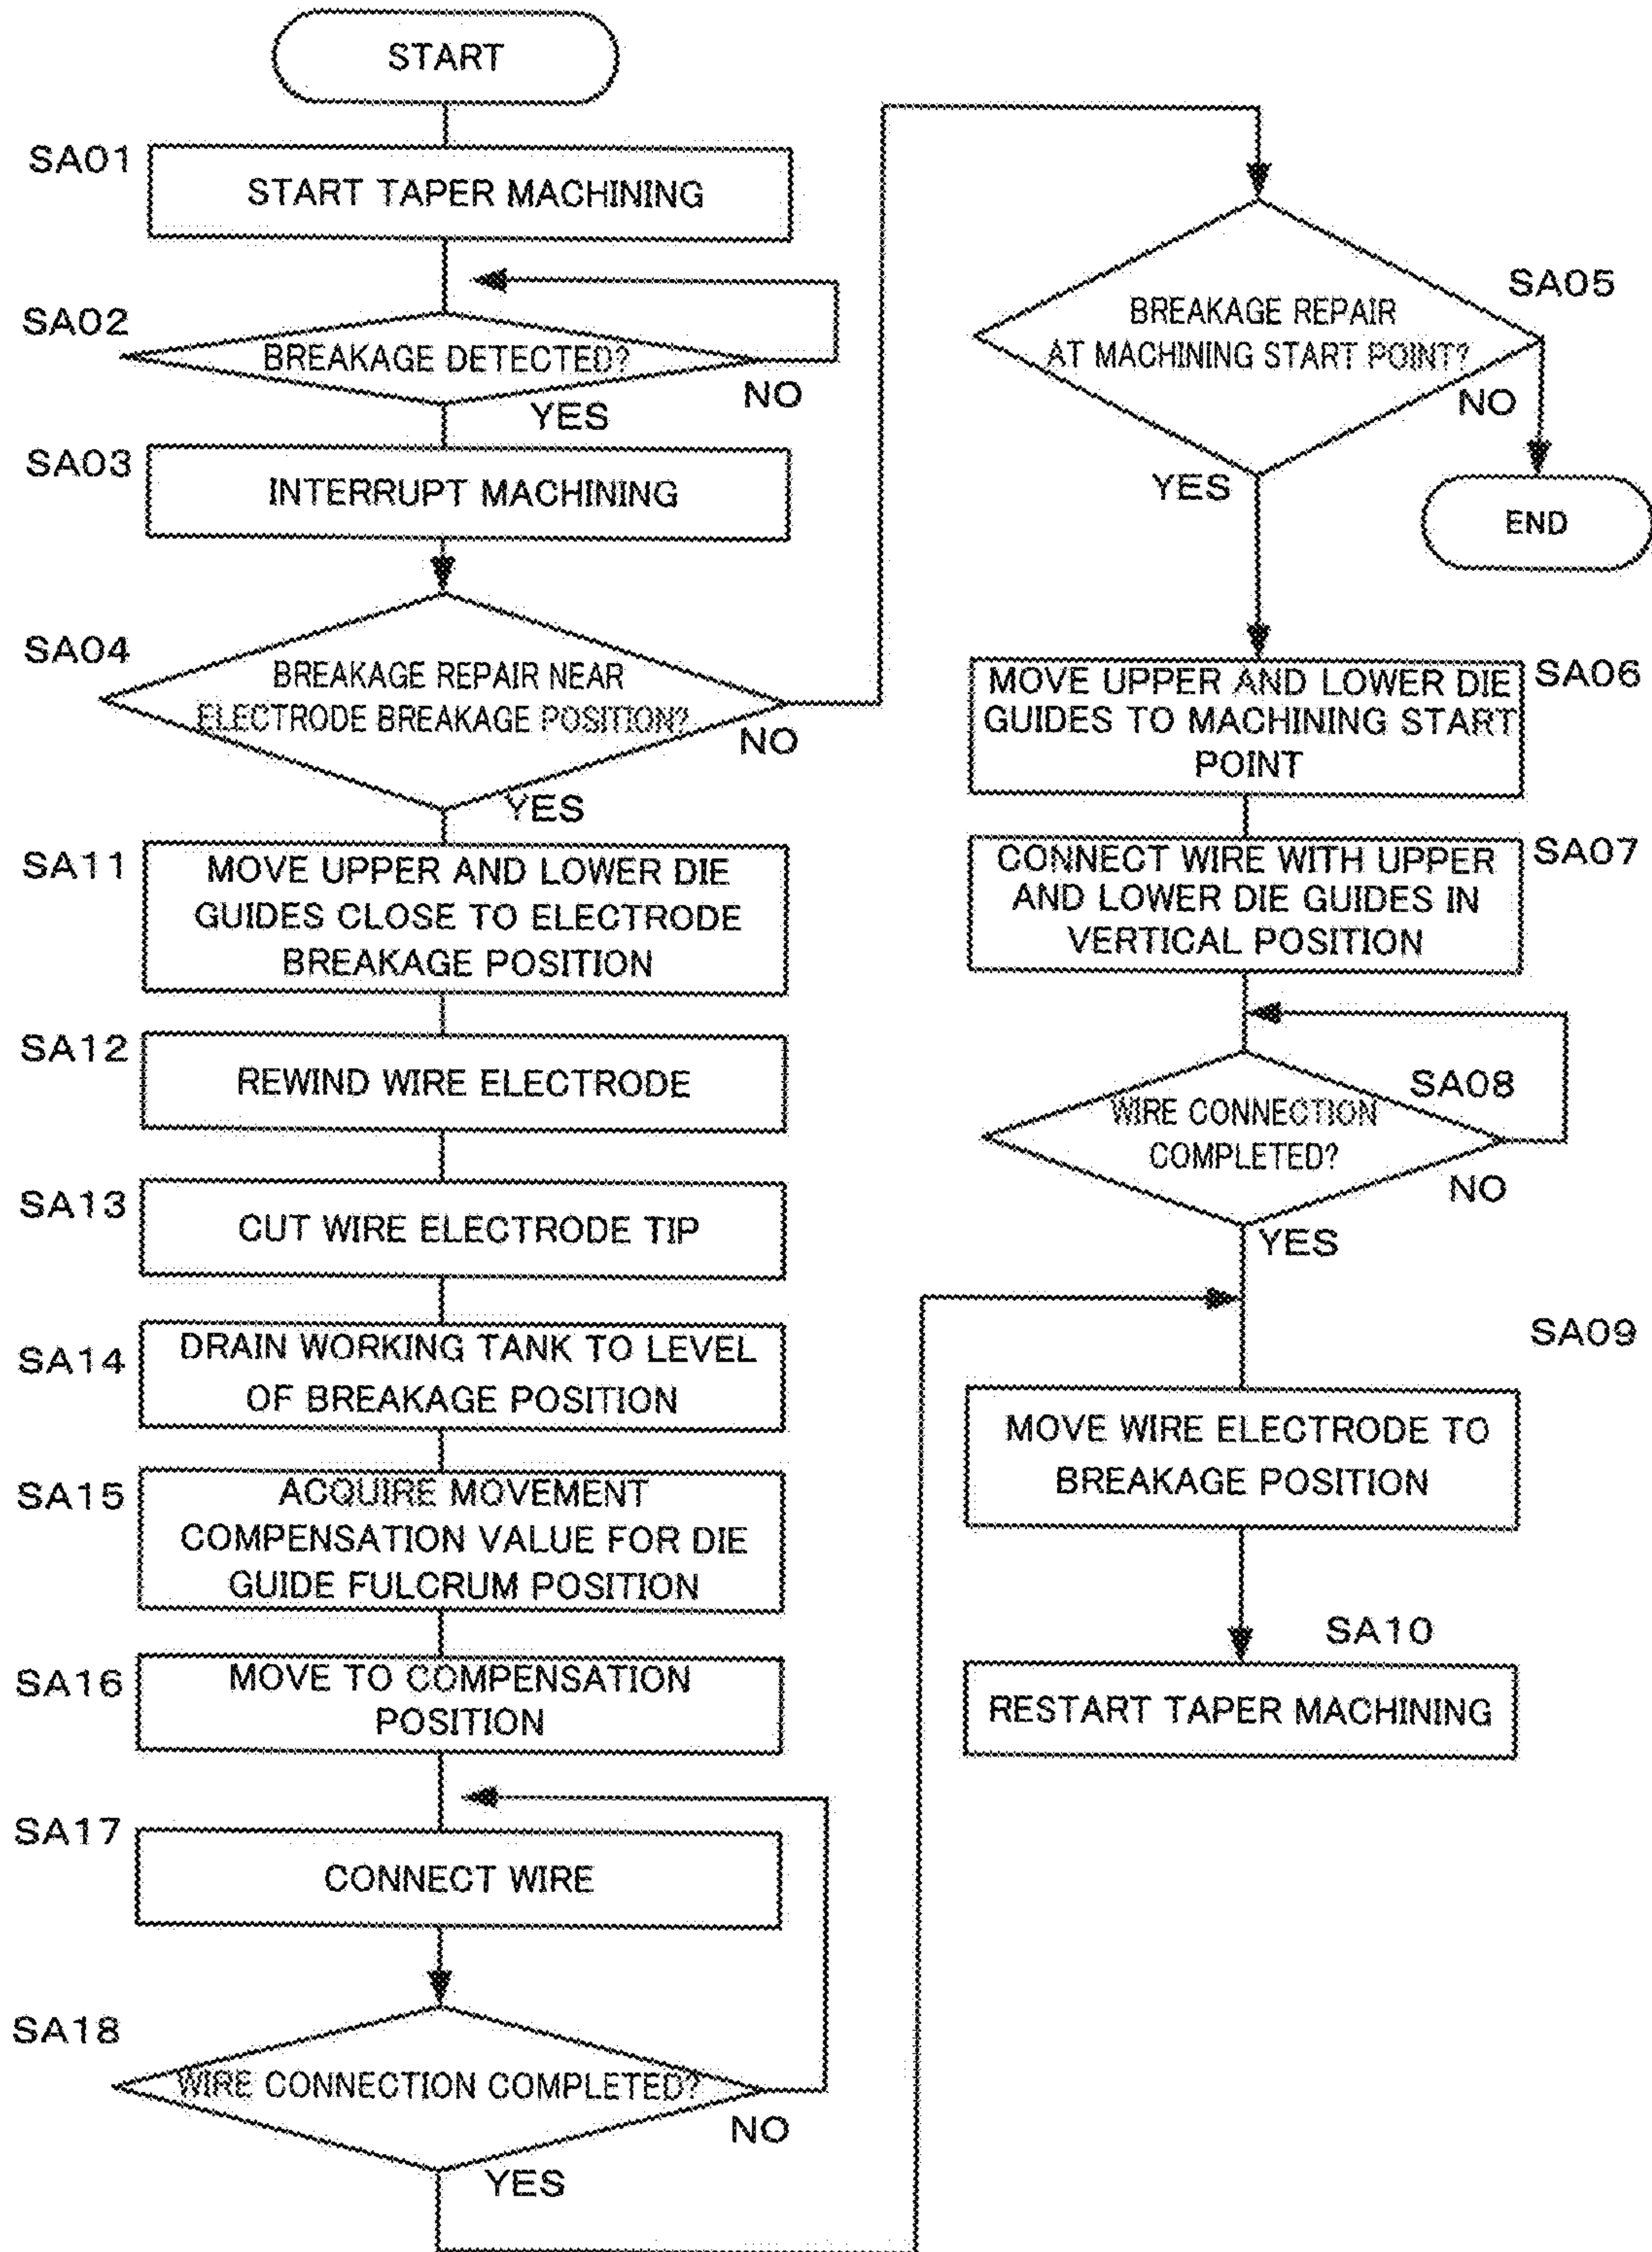 START
SA01
START TAPER MACHINING
SA02
BREAKAGE DETECTED?
NO
YES
SA03
INTERRUPT MACHINING
SA04
BREAKAGE REPAIR NEAR
ELECTRODE BREAKAGE POSITION?
NO
YES
SA11
MOVE UPPER AND LOWER DIE
GUIDES CLOSE TO ELECTRODE
BREAKAGE POSITION
SA12
REWIND WIRE ELECTRODE
SA13
CUT WIRE ELECTRODE TIP
SA14
DRAIN WORKING TANK TO LEVEL
OF BREAKAGE POSITION
SA15
ACQUIRE MOVEMENT
COMPENSATION VALUE FOR DIE
GUIDE FULCRUM POSITION
SA16
MOVE TO COMPENSATION
POSITION
SA17
CONNECT WIRE
SA18
WIRE CONNECTION COMPLETED?
NO
YES
SA05
BREAKAGE REPAIR
AT MACHINING START POINT?
NO
YES
END
SA06
MOVE UPPER AND LOWER DIE
GUIDES TO MACHINING START
POINT
SA07
CONNECT WIRE WITH UPPER
AND LOWER DIE GUIDES IN
VERTICAL POSITION
SA08
WIRE CONNECTION
COMPLETED?
NO
YES
SA09
MOVE WIRE ELECTRODE TO
BREAKAGE POSITION
SA10
RESTART TAPER MACHINING